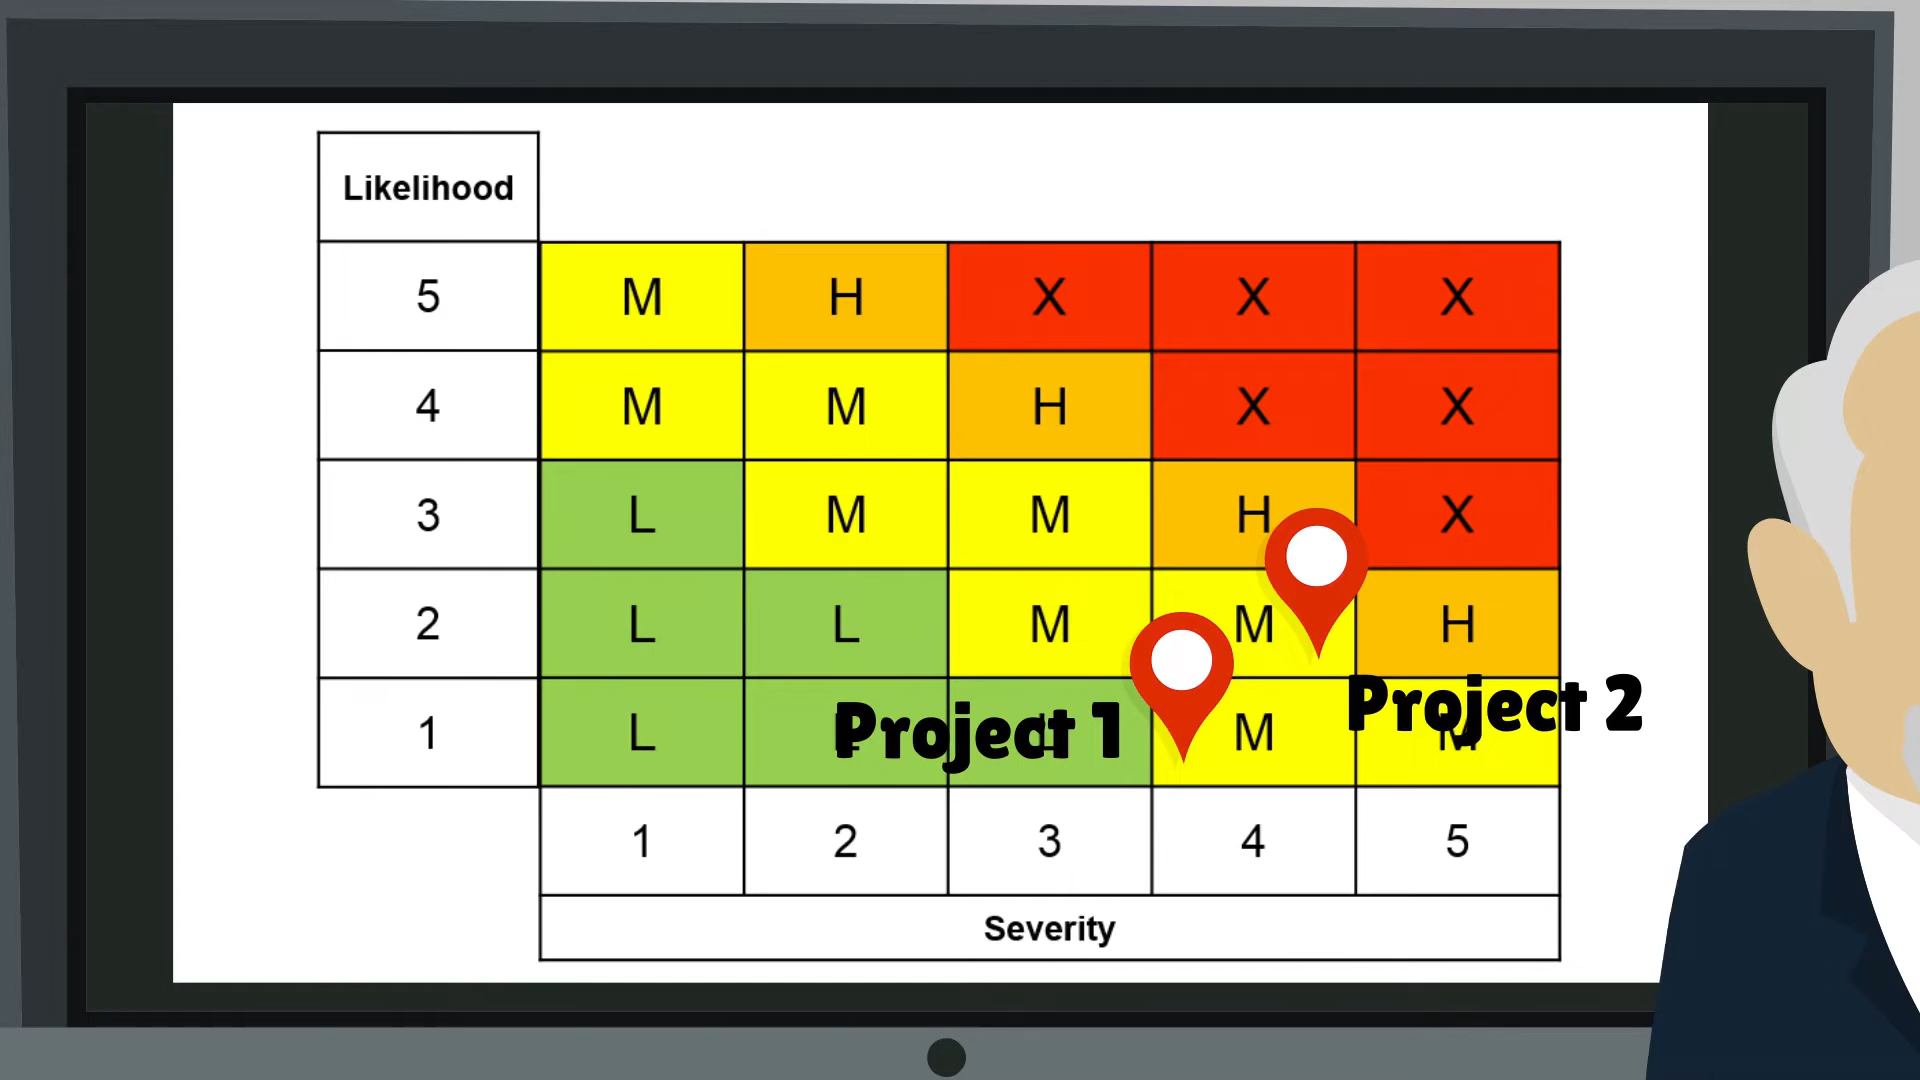 Likelihood
5 M H X X X
4 M M H X X
3 L M M H X
2 L L M M H
1 L L L M M
Project 1
Project 2
1 2 3 4 5
Severity